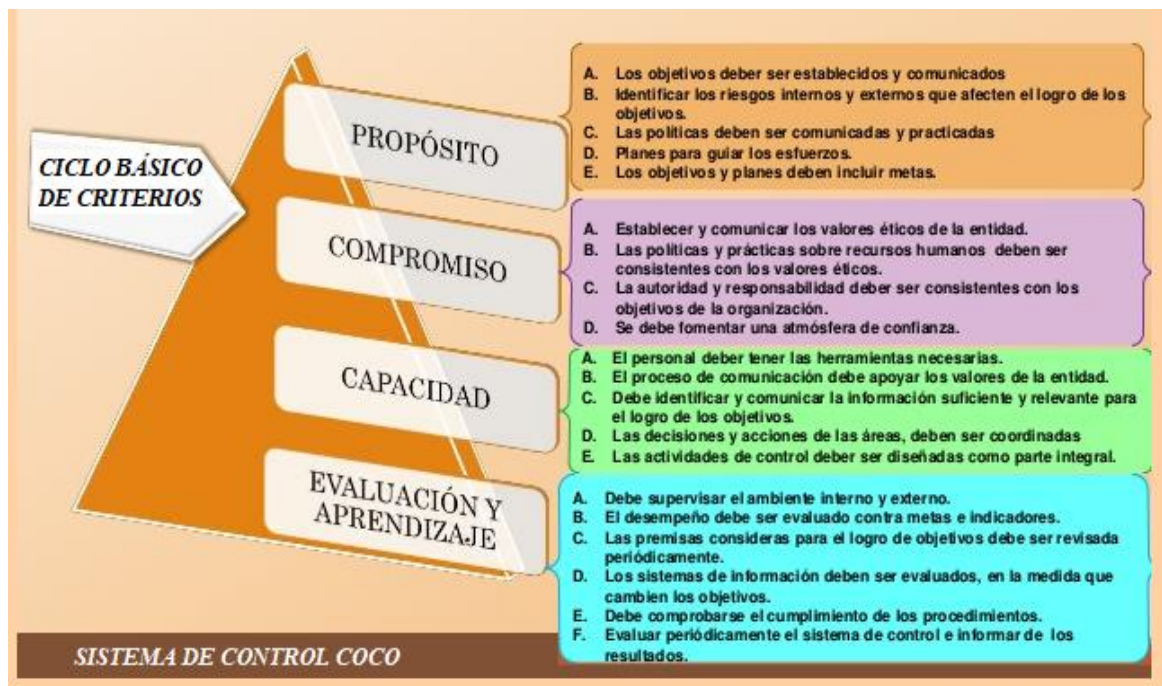 CICLO BÁSICO
DE CRITERIOS
PROPÓSITO
A. Los objetivos deber ser establecidos y comunicados
B. Identificar los riesgos internos y externos que afecten el logro de los
objetivos.
C. Las políticas deben ser comunicadas y practicadas
D. Planes para guiar los esfuerzos.
E. Los objetivos y planes deben incluir metas.
COMPROMISO
A. Establecer y comunicar los valores éticos de la entidad.
B. Las políticas y prácticas sobre recursos humanos deben ser
consistentes con los valores éticos.
C. La autoridad y responsabilidad deber ser consistentes con los
objetivos de la organización.
D. Se debe fomentar una atmósfera de confianza.
CAPACIDAD
A. El personal deber tener las herramientas necesarias.
B. El proceso de comunicación debe apoyar los valores de la entidad.
C. Debe identificar y comunicar la información suficiente y relevante para
el logro de los objetivos.
D. Las decisiones y acciones de las áreas, deben ser coordinadas
E. Las actividades de control deber ser diseñadas como parte integral.
EVALUACIÓN Y
APRENDIZAJE
A. Debe supervisar el ambiente interno y externo.
B. El desempeño debe ser evaluado contra metas e indicadores.
C. Las premisas consideras para el logro de objetivos debe ser revisada
periódicamente.
D. Los sistemas de información deben ser evaluados, en la medida que
cambien los objetivos.
E. Debe comprobarse el cumplimiento de los procedimientos.
F. Evaluar periódicamente el sistema de control e informar de los
resultados.
SISTEMA DE CONTROL COCO